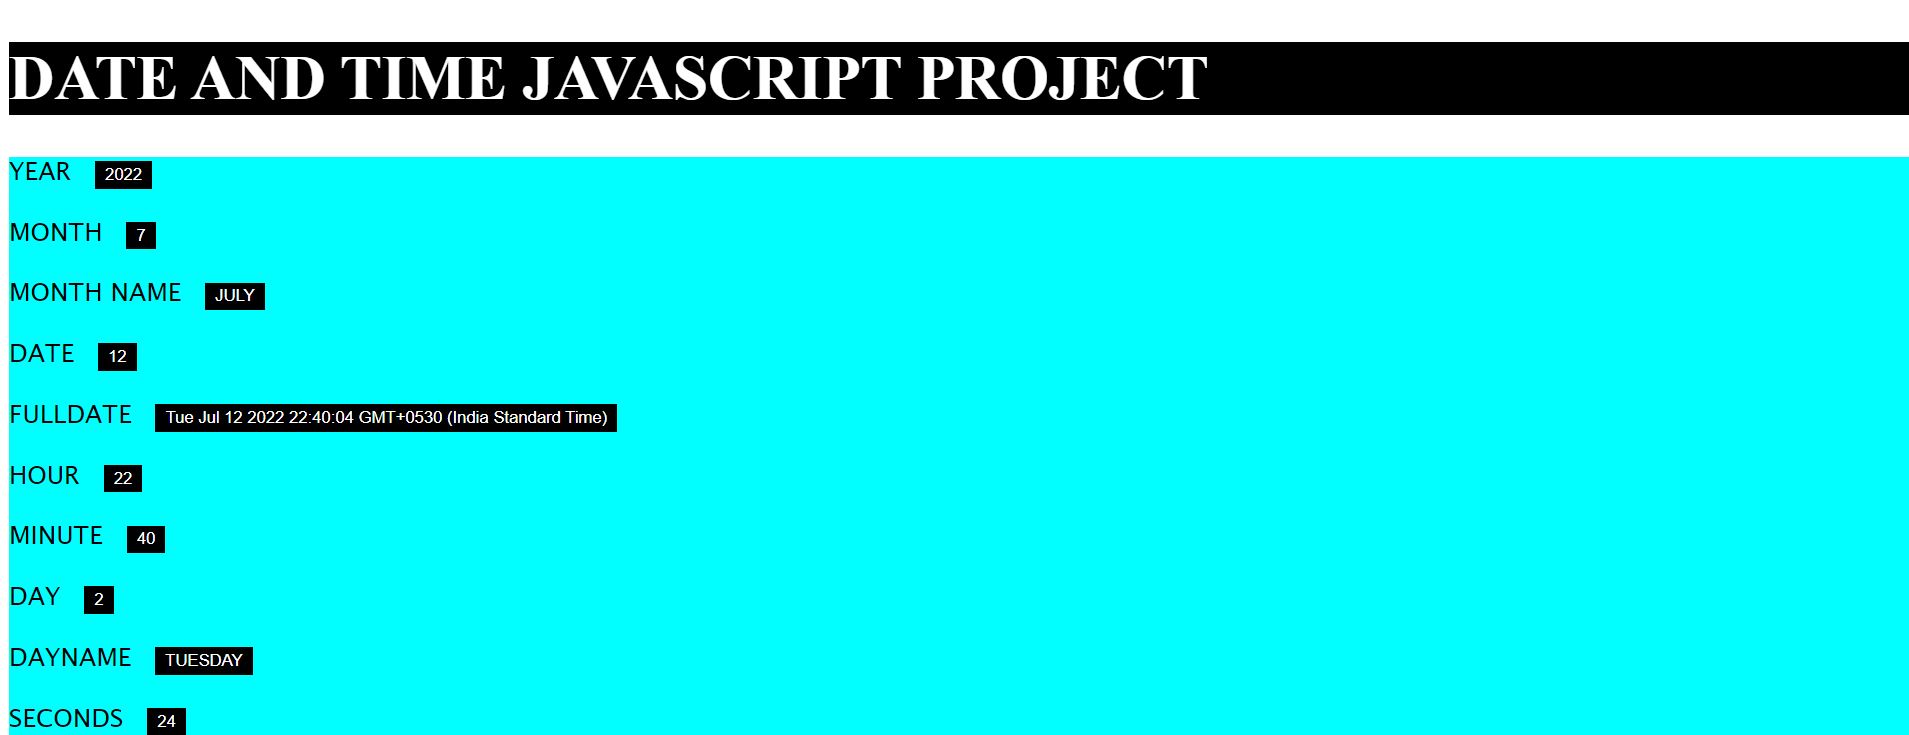 DATE AND TIME JAVASCRIPT PROJECT
YEAR 2022
MONTH 7
MONTH NAME JULY
DATE 12
FULLDATE Tue Jul 12 2022 22:40:04 GMT+0530 (India Standard Time)
HOUR 22
MINUTE 40
DAY 2
DAYNAME TUESDAY
SECONDS 24